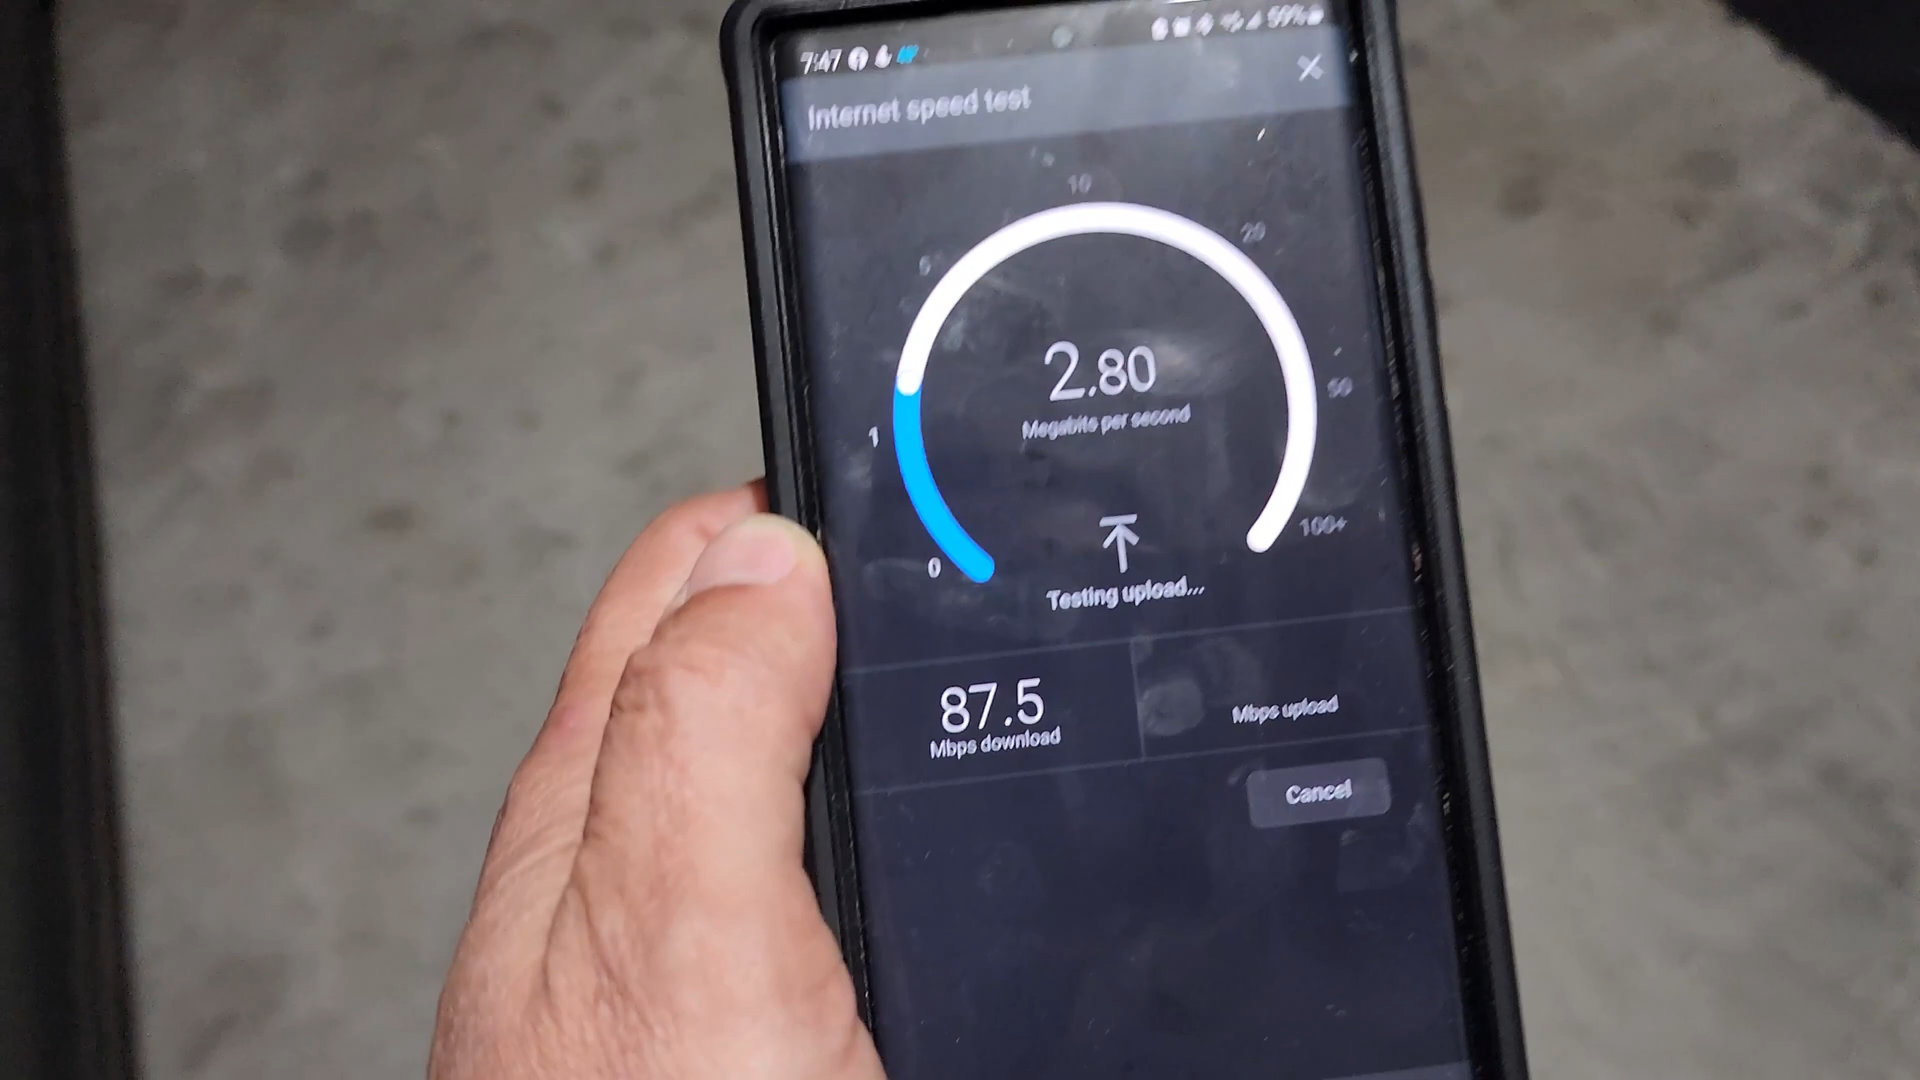 7:47 59%
Internet speed test
10
20
5
2.80
50
Megabits per second
1
100+
0
Testing upload...
87.5
Mbps download
Mbps upload
Cancel